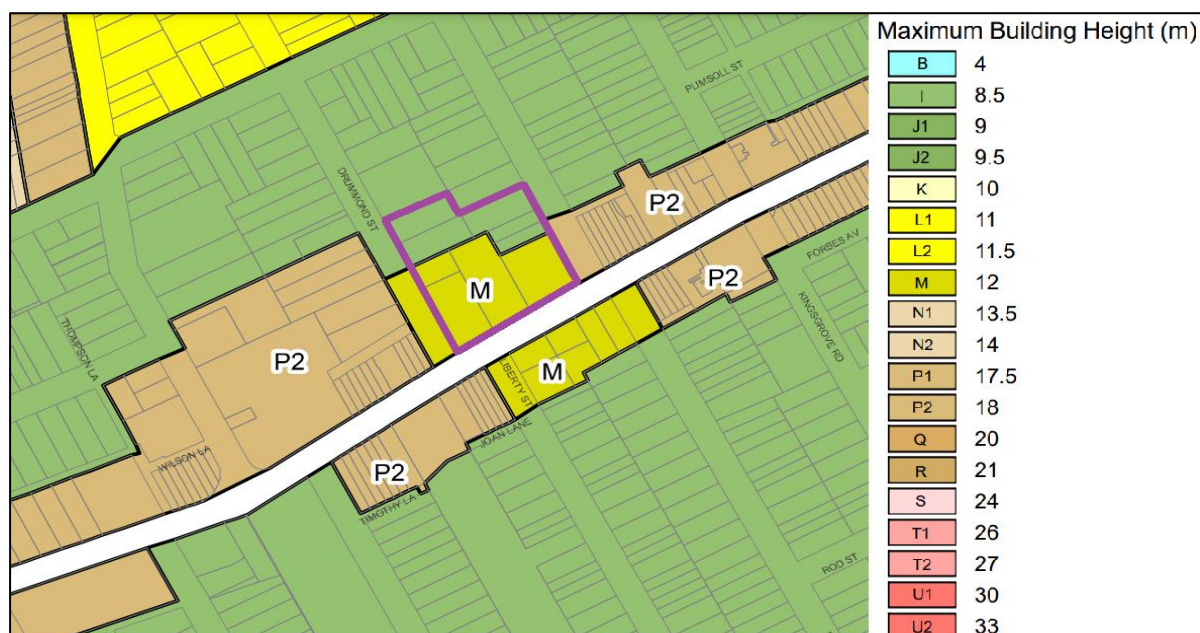 Maximum Building Height (m)
B 4
I 8.5
J1 9
J2 9.5
K 10
L1 11
L2 11.5
M 12
N1 13.5
N2 14
P1 17.5
P2 18
Q 20
R 21
S 24
T1 26
T2 27
U1 30
U2 33
PLIMSOLL ST
DRUMMOND ST
P2
FORBES AV
M
P2
KINGSGROVE RD
THOMPSON LA
P2
LIBERTY ST
M
JOAN LANE
WILSON LA
P2
TIMOTHY LA
ROD ST